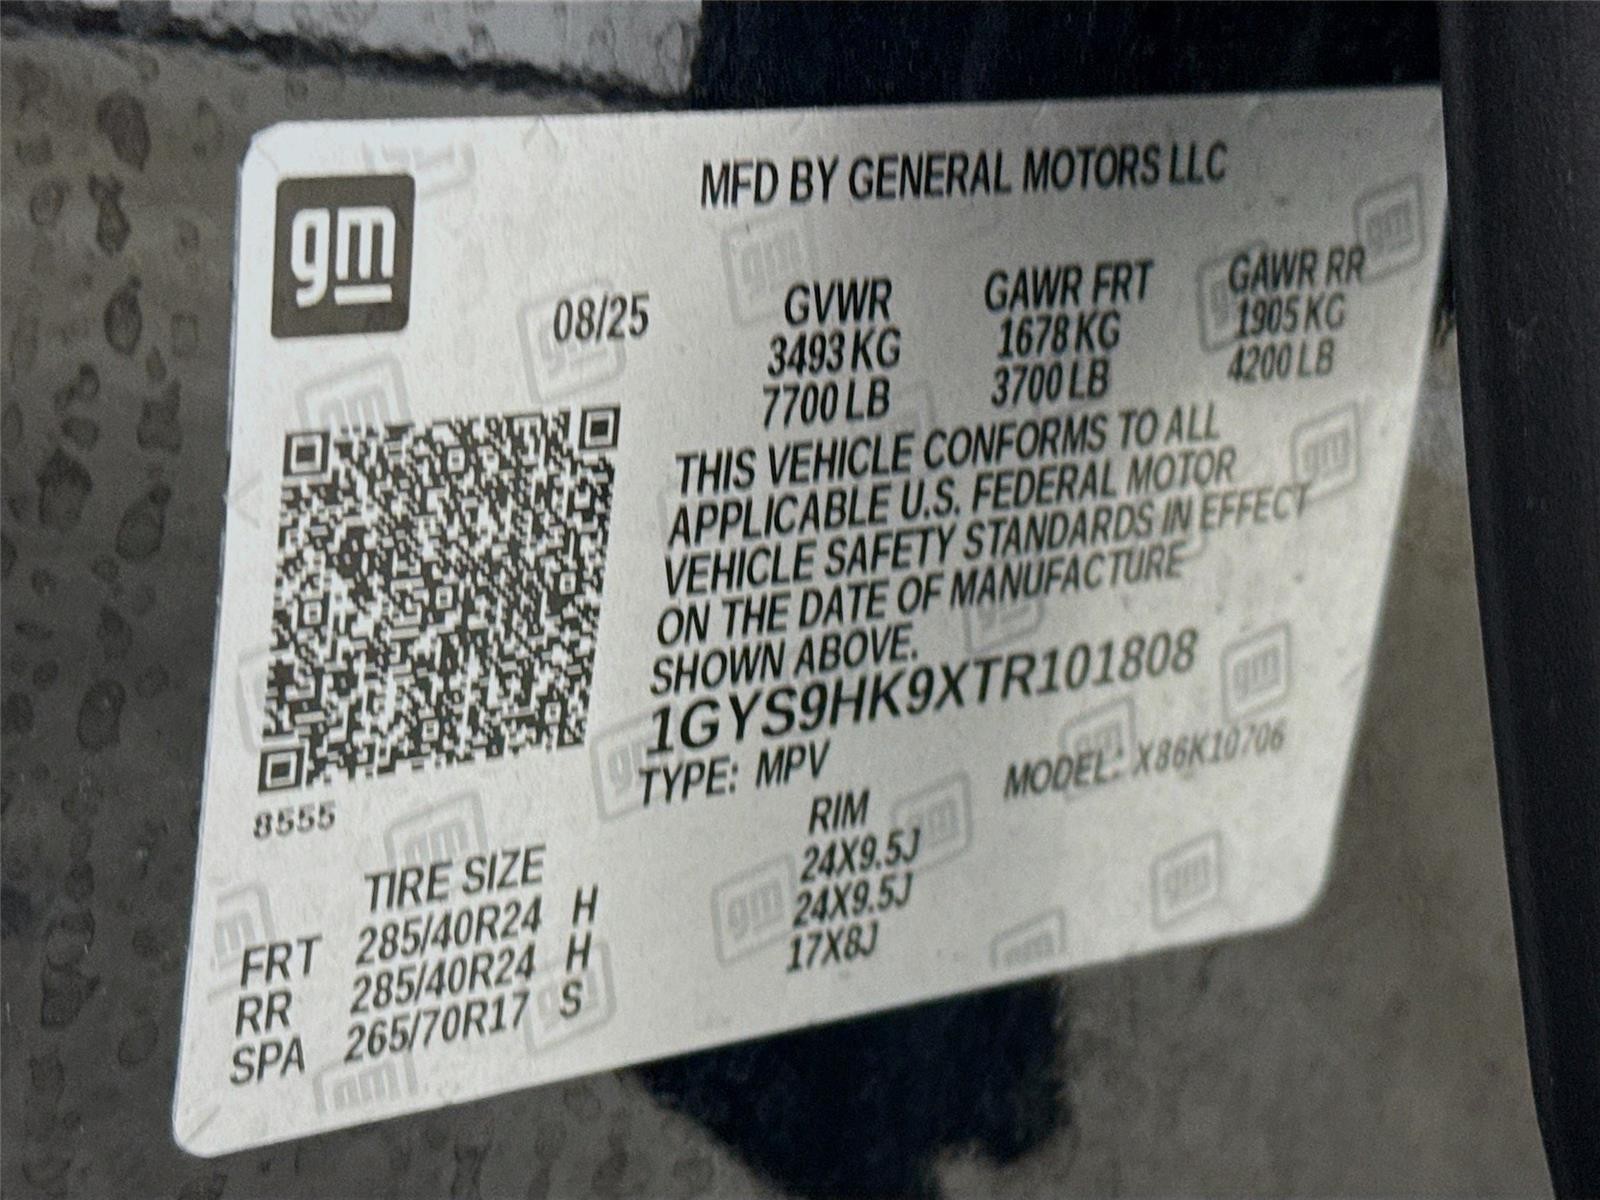 gm
MFD BY GENERAL MOTORS LLC
08/25
GVWR GAWR FRT GAWR RR
3493 KG 1678 KG 1905 KG
7700 LB 3700 LB 4200 LB
THIS VEHICLE CONFORMS TO ALL
APPLICABLE U.S. FEDERAL MOTOR
VEHICLE SAFETY STANDARDS IN EFFECT
ON THE DATE OF MANUFACTURE
SHOWN ABOVE.
1GYS9HK9XTR101808
TYPE: MPV MODEL: X86K10706
8555
TIRE SIZE RIM
FRT 285/40R24 H 24X9.5J
RR 285/40R24 H 24X9.5J
SPA 265/70R17 S 17X8J